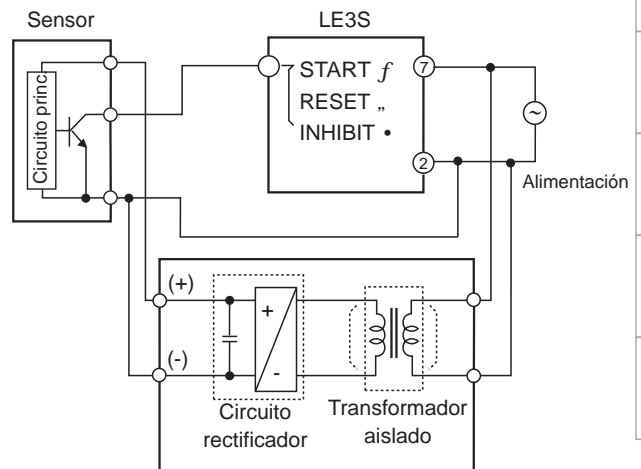 Sensor
LE3S
Circuito princ.
START ƒ
RESET „
INHIBIT •
7
2
~
Alimentación
(+)
(-)
+
-
Circuito
rectificador
Transformador
aislado